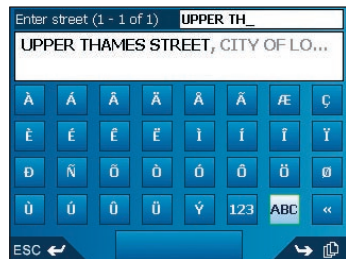 Enter street (1 - 1 of 1) UPPER TH_
UPPER THAMES STREET, CITY OF LO...
À Á Â Ä Å Ã Æ Ç
È É Ê Ë Ì Í Î Ï
Ð Ñ Õ Ò Ó Ô Ö Ø
Ù Ú Û Ü Ý 123 ABC «
ESC